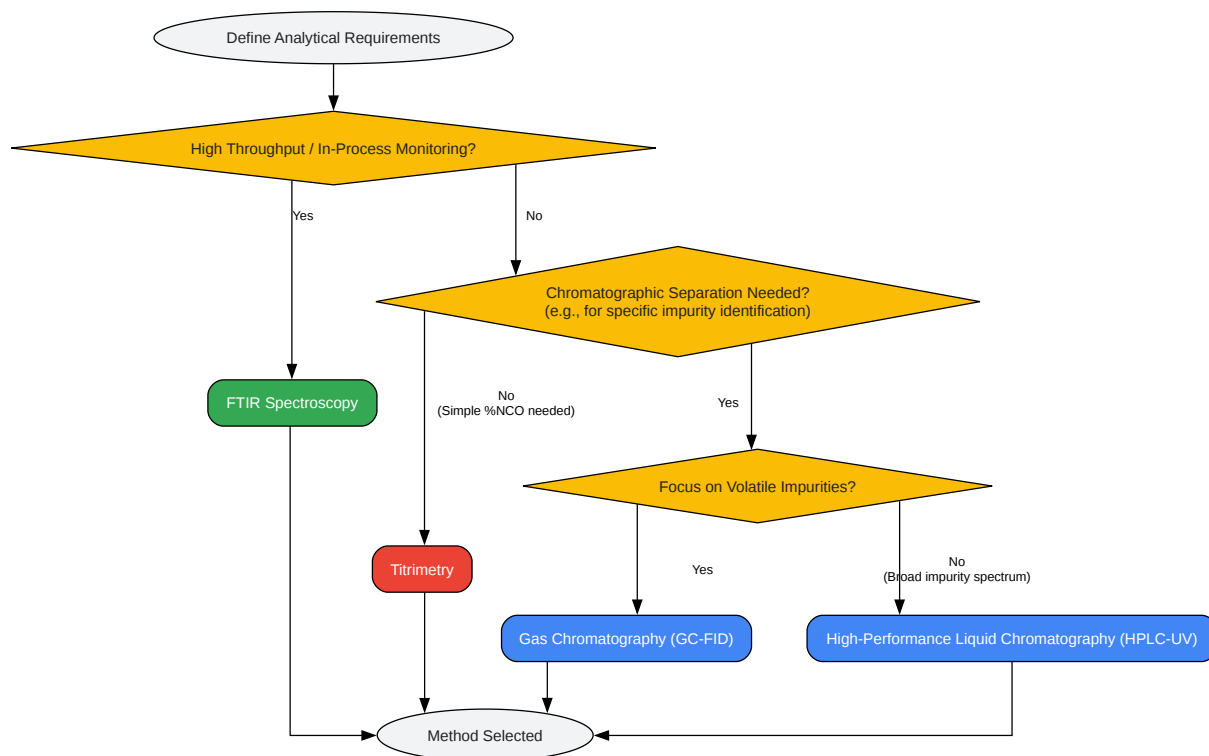 Define Analytical Requirements
High Throughput / In-Process Monitoring?
Yes
No
Chromatographic Separation Needed?
(e.g., for specific impurity identification)
FTIR Spectroscopy
No
(Simple %NCO needed)
Yes
Focus on Volatile Impurities?
Titrimetry
Yes
No
(Broad impurity spectrum)
Gas Chromatography (GC-FID)
High-Performance Liquid Chromatography (HPLC-UV)
Method Selected